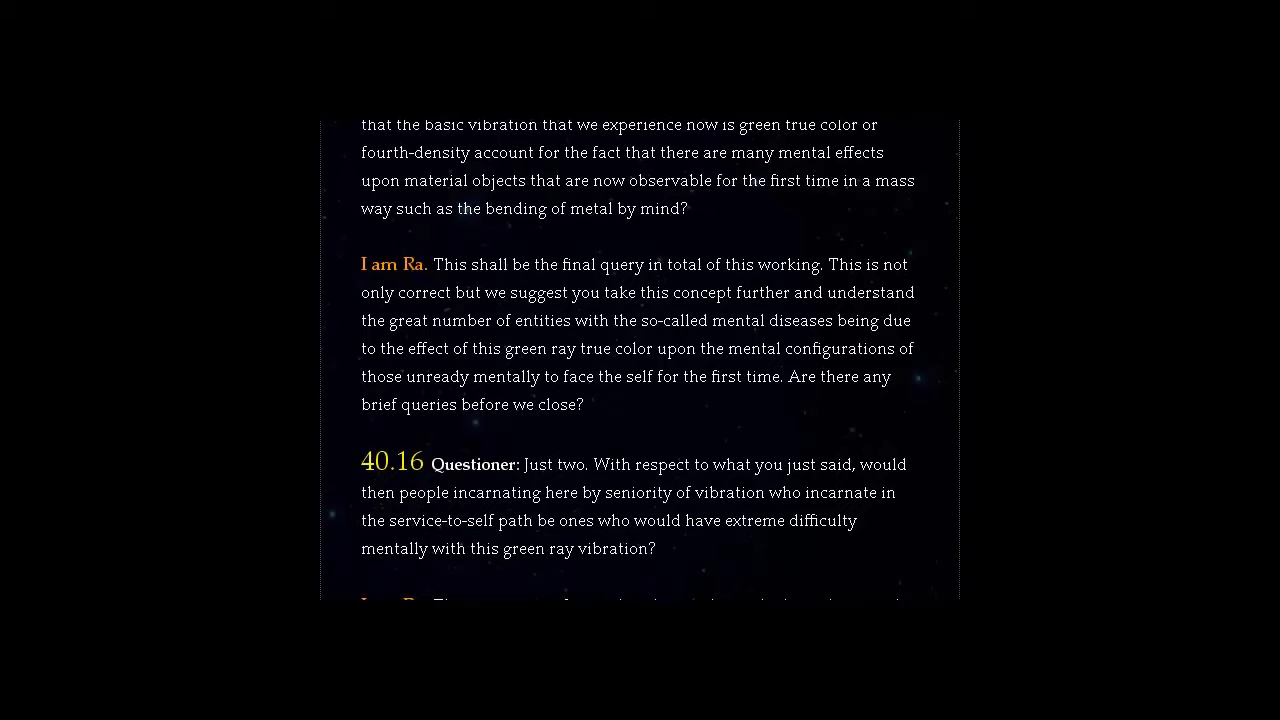 that the basic vibration that we experience now is green true color or
fourth-density account for the fact that there are many mental effects
upon material objects that are now observable for the first time in a mass
way such as the bending of metal by mind?
I am Ra. This shall be the final query in total of this working. This is not
only correct but we suggest you take this concept further and understand
the great number of entities with the so-called mental diseases being due
to the effect of this green ray true color upon the mental configurations of
those unready mentally to face the self for the first time. Are there any
brief queries before we close?
40.16 Questioner: Just two. With respect to what you just said, would
then people incarnating here by seniority of vibration who incarnate in
the service-to-self path be ones who would have extreme difficulty
mentally with this green ray vibration?